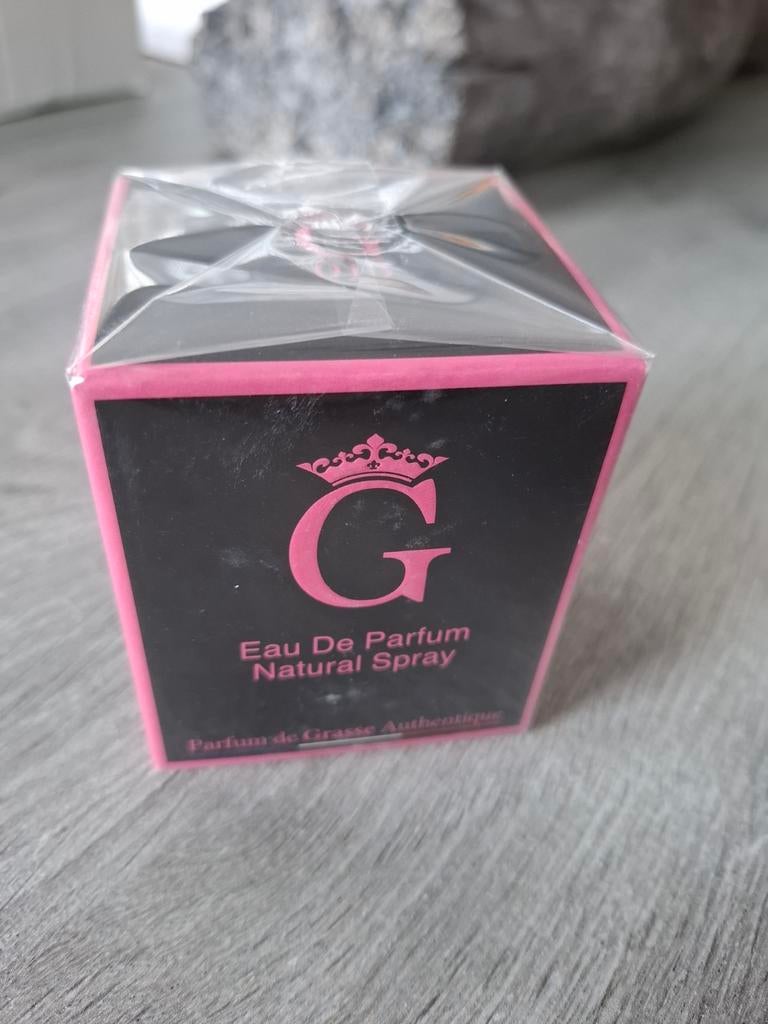 G
Eau De Parfum
Natural Spray
Parfum de Grasse Authentique